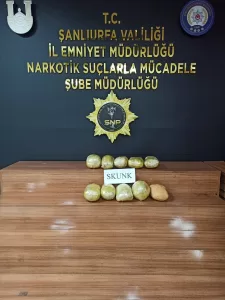 T.C.
ŞANLIURFA VALİLİĞİ
İL EMNİYET MÜDÜRLÜĞÜ
NARKOTİK SUÇLARLA MÜCADELE
ŞUBE MÜDÜRLÜĞÜ
SKUNK